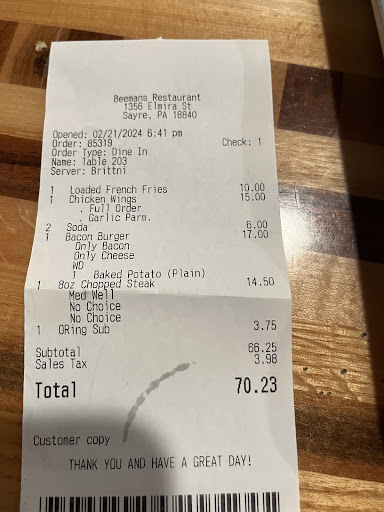 Beemans Restaurant
1356 Elmira St
Sayre, PA 18840
Opened: 02/21/2024 6:41 pm
Order: 85319 Check: 1
Order Type: Dine In
Name: Table 203
Server: Brittni
1 Loaded French Fries 10.00
1 Chicken Wings 15.00
. Full Order
. Garlic Parm.
2 Soda 6.00
1 Bacon Burger 17.00
Only Bacon
Only Cheese
WD
1 Baked Potato (Plain)
1 8oz Chopped Steak 14.50
Med Well
No Choice
No Choice
1 ORing Sub 3.75
Subtotal 66.25
Sales Tax 3.98
Total 70.23
Customer copy
THANK YOU AND HAVE A GREAT DAY!